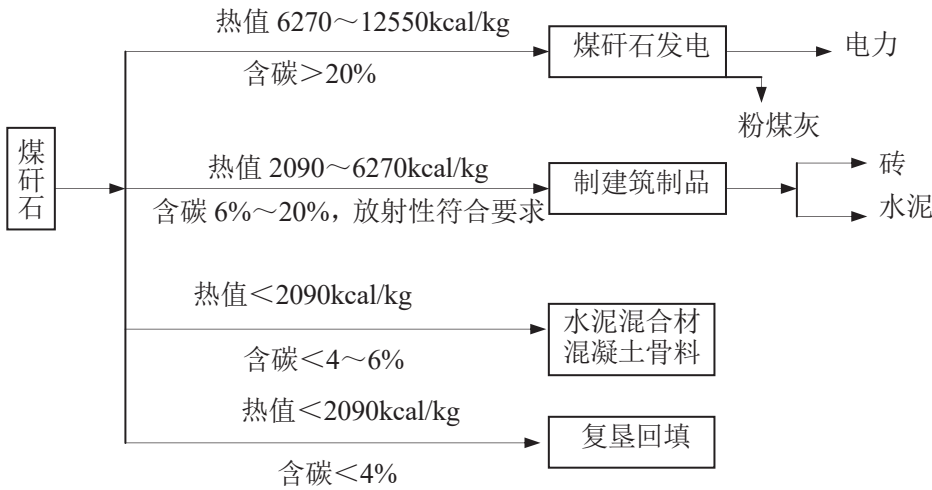 热值 6270～12550kcal/kg
煤矸石发电
电力
含碳＞20%
粉煤灰
煤矸石
热值 2090～6270kcal/kg
制建筑制品
砖
含碳 6%～20%，放射性符合要求
水泥
热值＜2090kcal/kg
水泥混合材
混凝土骨料
含碳＜4～6%
热值＜2090kcal/kg
复垦回填
含碳＜4%